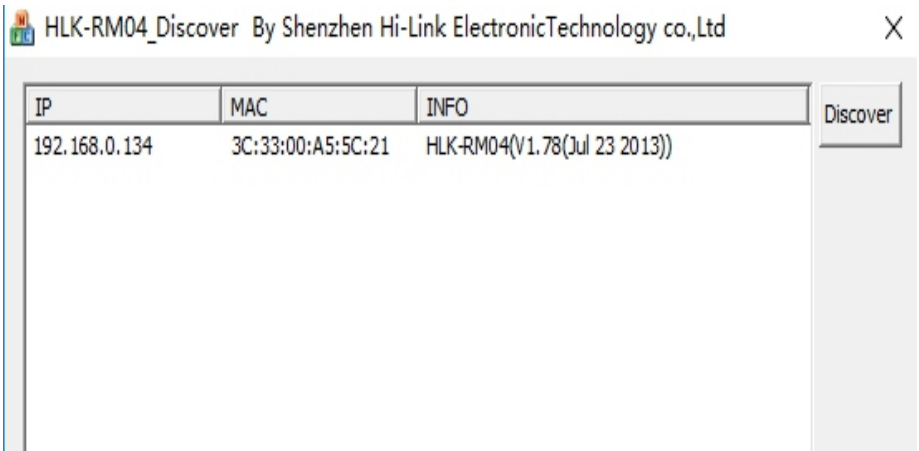 HLK-RM04_Discover By Shenzhen Hi-Link ElectronicTechnology co.,Ltd X
IP MAC INFO Discover
192.168.0.134 3C:33:00:A5:5C:21 HLK-RM04(V1.78(Jul 23 2013))